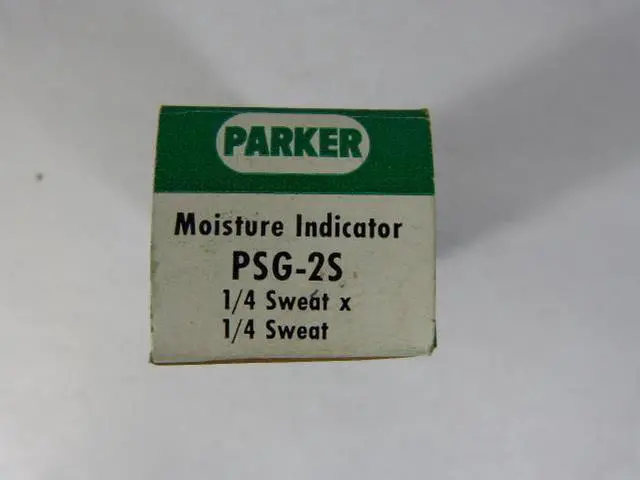 PARKER
Moisture Indicator
PSG-2S
1/4 Sweat x
1/4 Sweat